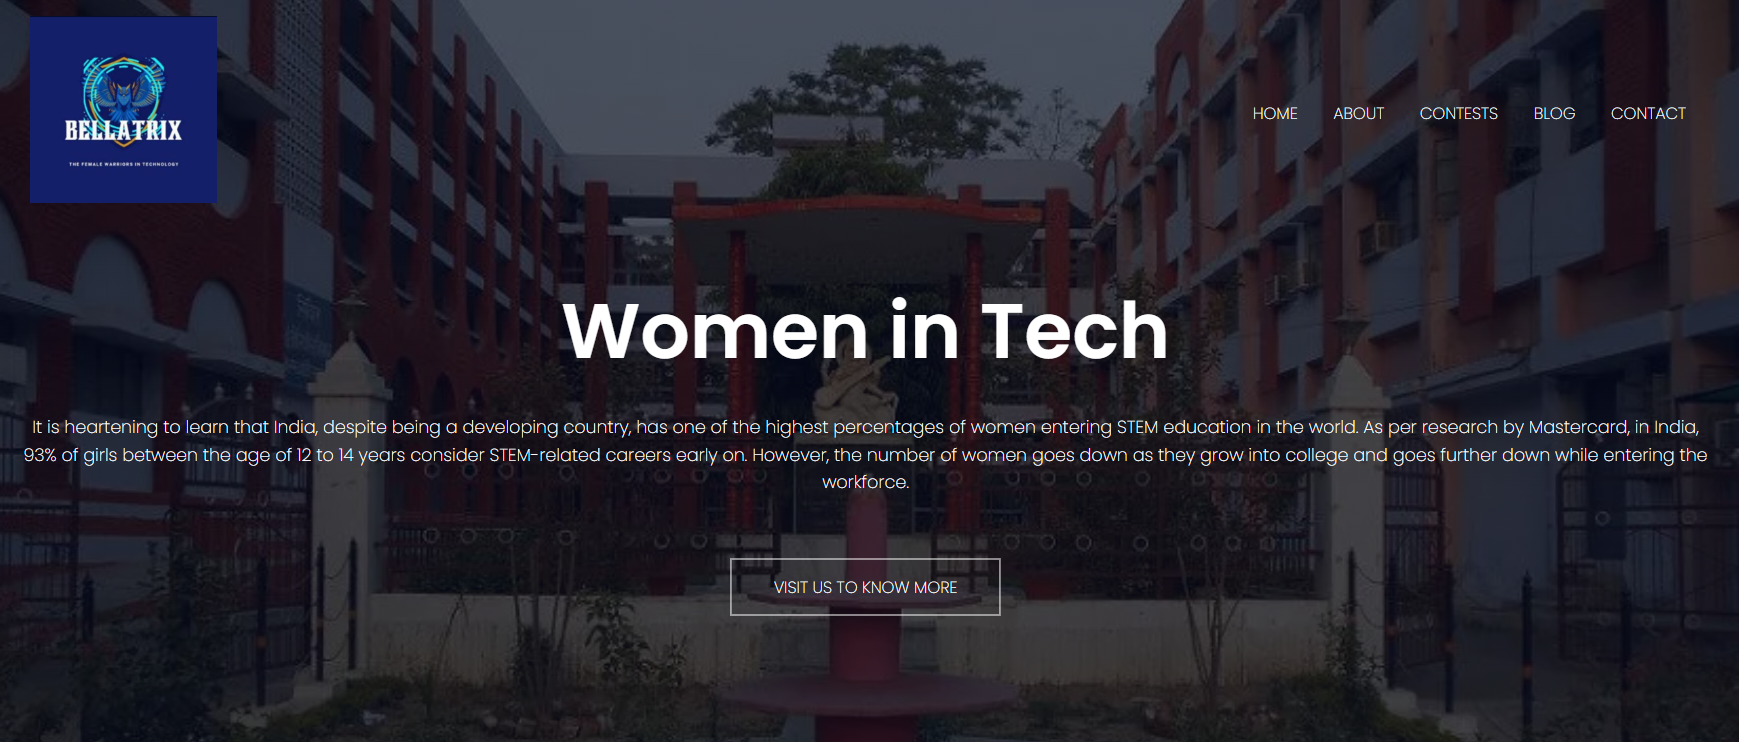 BELLATRIX
THE FEMALE WARRIORS IN TECHNOLOGY
HOME
ABOUT
CONTESTS
BLOG
CONTACT
Women in Tech
It is heartening to learn that India, despite being a developing country, has one of the highest percentages of women entering STEM education in the world. As per research by Mastercard, in India,
93% of girls between the age of 12 to 14 years consider STEM-related careers early on. However, the number of women goes down as they grow into college and goes further down while entering the
workforce.
VISIT US TO KNOW MORE